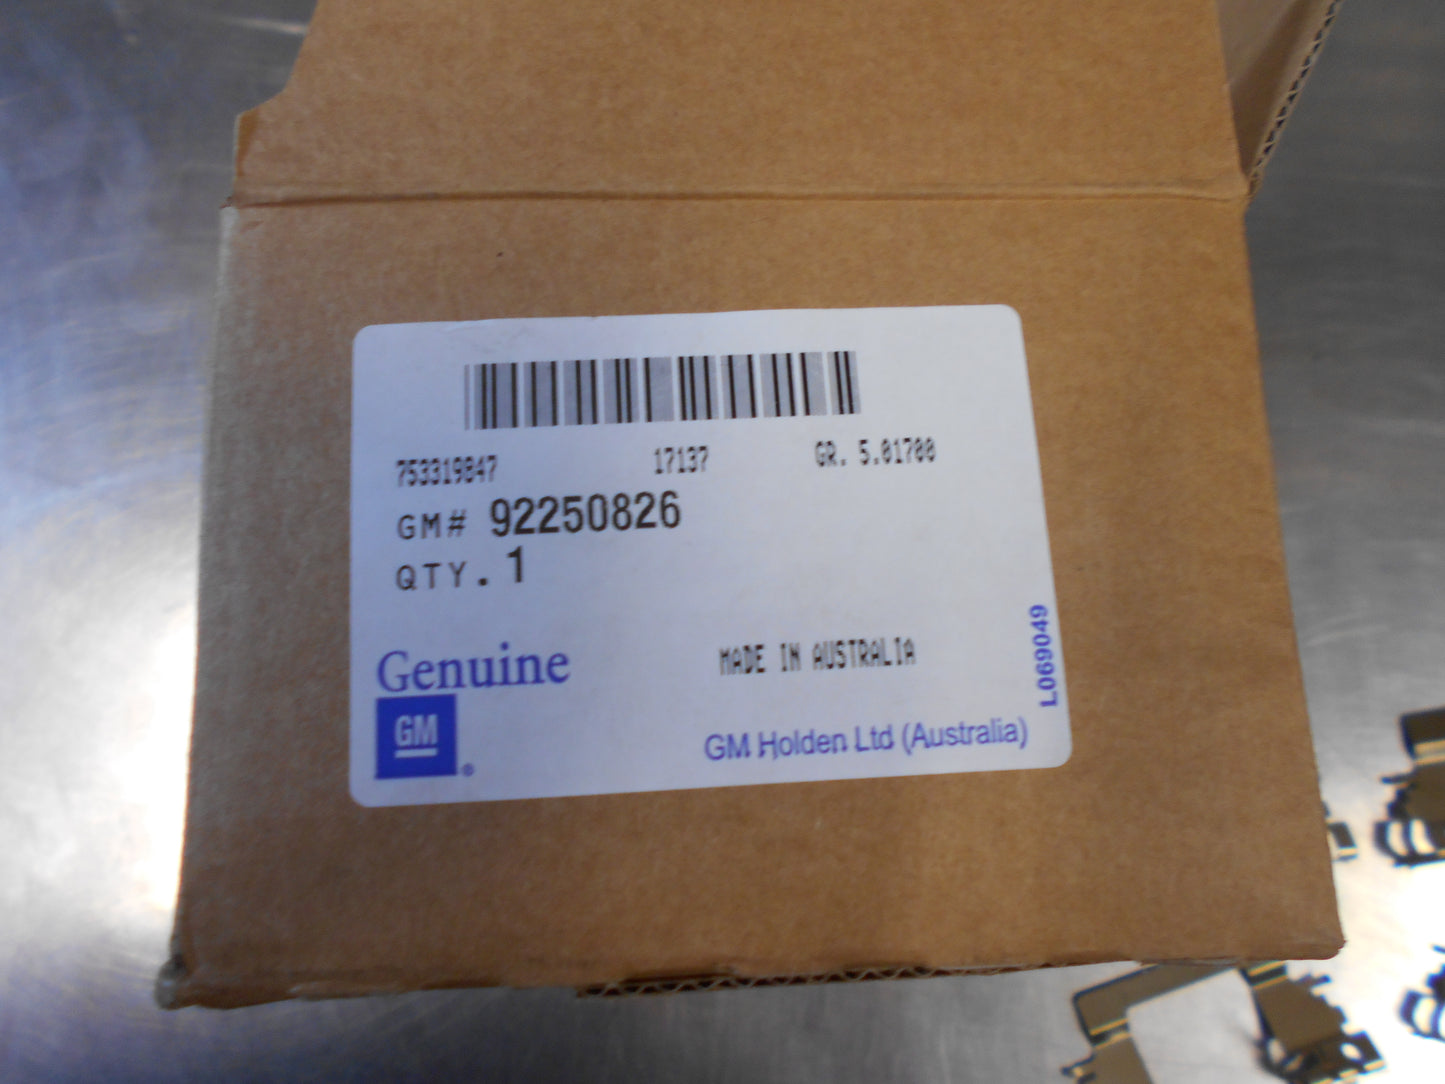 753319847 17137 GR. 5.01700
GM# 92250826
QTY. 1
Genuine
MADE IN AUSTRALIA
GM
®
GM Holden Ltd (Australia)
L069049